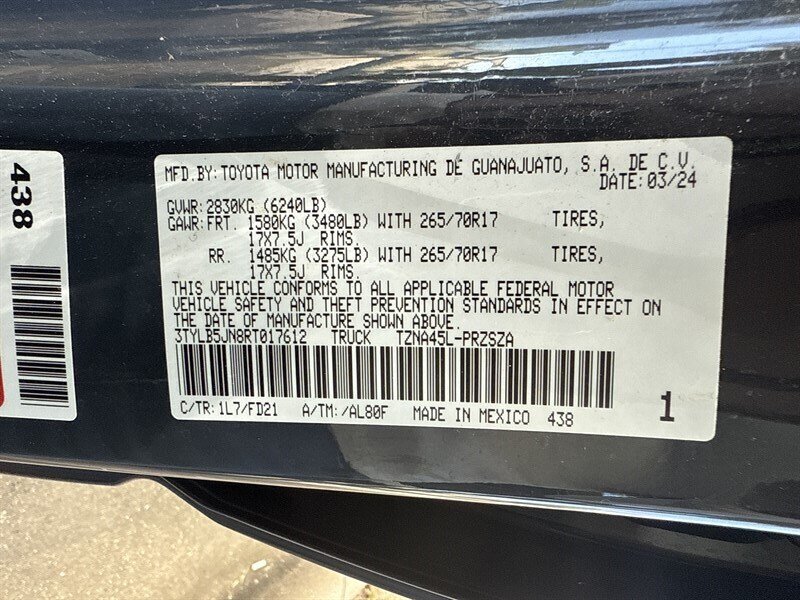 438
MFD.BY:TOYOTA MOTOR MANUFACTURING DE GUANAJUATO, S.A. DE C.V.
DATE:03/24
GVWR:2830KG (6240LB)
GAWR:FRT. 1580KG (3480LB) WITH 265/70R17 TIRES,
17X7.5J RIMS.
RR. 1485KG (3275LB) WITH 265/70R17 TIRES,
17X7.5J RIMS.
THIS VEHICLE CONFORMS TO ALL APPLICABLE FEDERAL MOTOR
VEHICLE SAFETY AND THEFT PREVENTION STANDARDS IN EFFECT ON
THE DATE OF MANUFACTURE SHOWN ABOVE.
3TYLB5JN8RT017612 TRUCK TZNA45L-PRZSZA
C/TR:1L7/FD21 A/TM:/AL80F MADE IN MEXICO 438 1